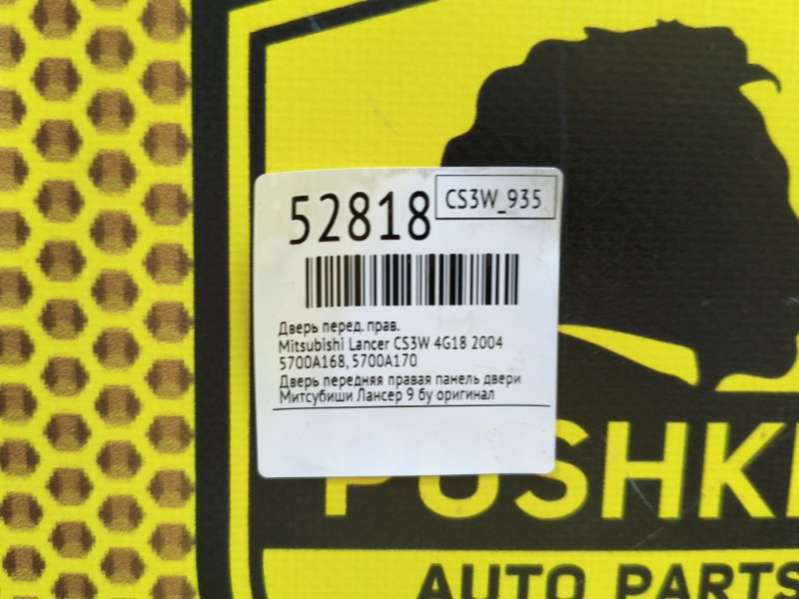 52818
CS3W_935
Дверь перед. прав.
Mitsubishi Lancer CS3W 4G18 2004
5700A168, 5700A170
Дверь передняя правая панель двери
Митсубиши Лансер 9 бу оригинал
PUSHKI
AUTO PARTS